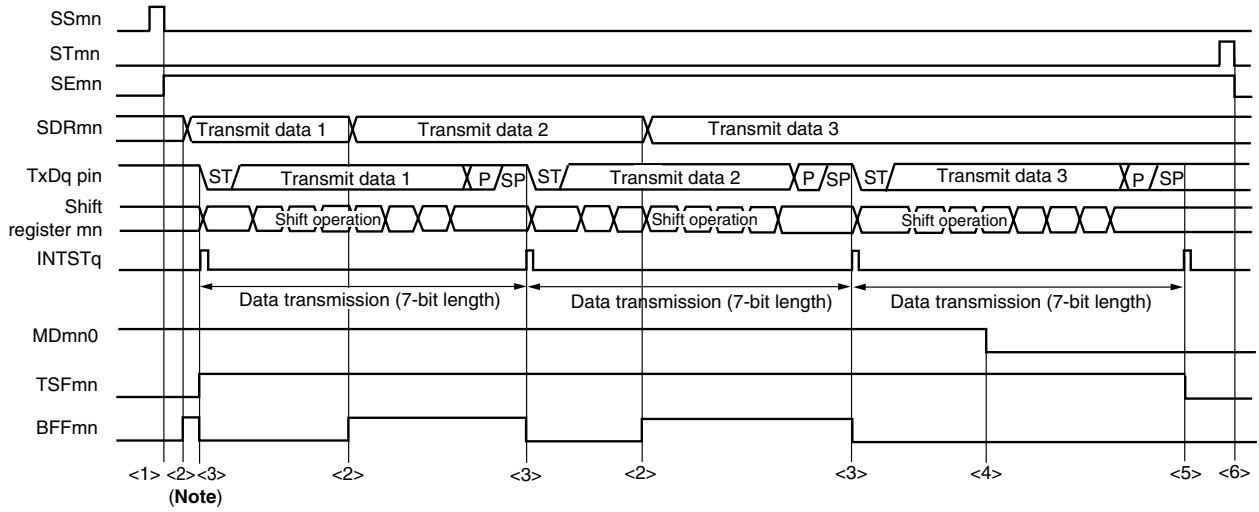 SSmn
STmn
SEmn
SDRmn Transmit data 1 Transmit data 2 Transmit data 3
TxDq pin ST Transmit data 1 P SP ST Transmit data 2 P SP ST Transmit data 3 P SP
Shift
register mn Shift operation Shift operation Shift operation
INTSTq
Data transmission (7-bit length) Data transmission (7-bit length) Data transmission (7-bit length)
MDmn0
TSFmn
BFFmn
<1> <2> <3> <2> <3> <2> <3> <4> <5> <6>
(Note)